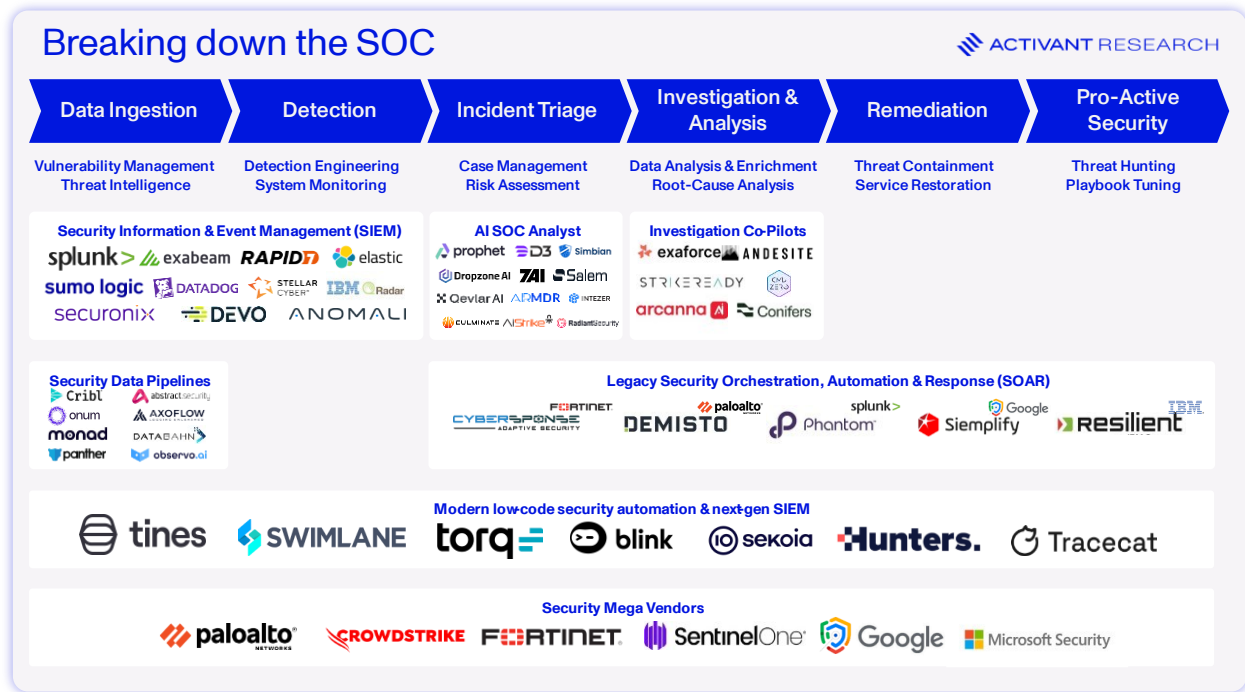 Breaking down the SOC
ACTIVANT RESEARCH
Data Ingestion
Detection
Incident Triage
Investigation &
Analysis
Remediation
Pro-Active
Security
Vulnerability Management
Threat Intelligence
Detection Engineering
System Monitoring
Case Management
Risk Assessment
Data Analysis & Enrichment
Root-Cause Analysis
Threat Containment
Service Restoration
Threat Hunting
Playbook Tuning
Security Information & Event Management (SIEM)
splunk> exabeam RAPID7 elastic
sumo logic DATADOG STELLAR CYBER IBM QRadar
securonix DEVO ANOMALI
AI SOC Analyst
prophet D3 Simbian
Dropzone AI 7AI Salem
Qevlar AI ARMDR INTEZER
CULMINATE AIStrike RadiantSecurity
Investigation Co-Pilots
exaforce ANDESITE
STRIKEREADY CMD ZERO
arcanna AI Conifers
Security Data Pipelines
Cribl abstract security
onum AXOFLOW
monad DATABAHN
panther observo.ai
Legacy Security Orchestration, Automation & Response (SOAR)
FORTINET paloalto splunk> Google IBM
CYBERSPONSE DEMISTO Phantom Siemplify Resilient
ADAPTIVE SECURITY
Modern low-code security automation & next-gen SIEM
tines SWIMLANE torq blink sekoia Hunters. Tracecat
Security Mega Vendors
paloalto NETWORKS CROWDSTRIKE FORTINET SentinelOne Google Microsoft Security